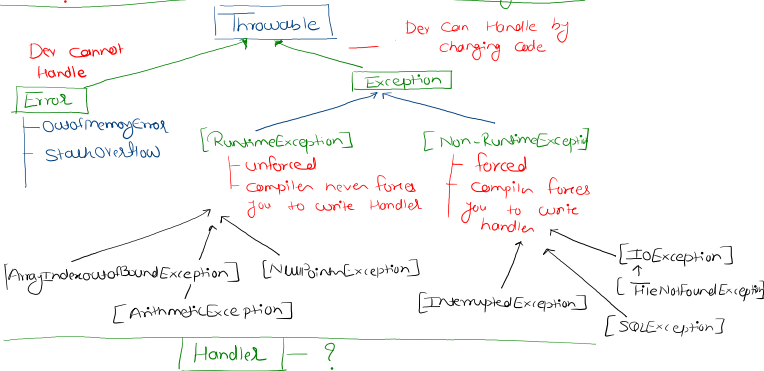 Throwable
Dev Can Handle by
changing code
Dev Cannot
Handle
Exception
Error
OutofmemoryError
StackOverflow
[RuntimeException]
[Non-RuntimeExceptio
unforced
Compiler never forces
you to write Handler
forced
Compiler forces
you to write
handler
[ArrayIndexoutofBoundException]
[NullPointerException]
[ArithmeticException]
[IOException]
[FileNotFoundException]
[InterruptedException]
[SQLException]
Handler — ?